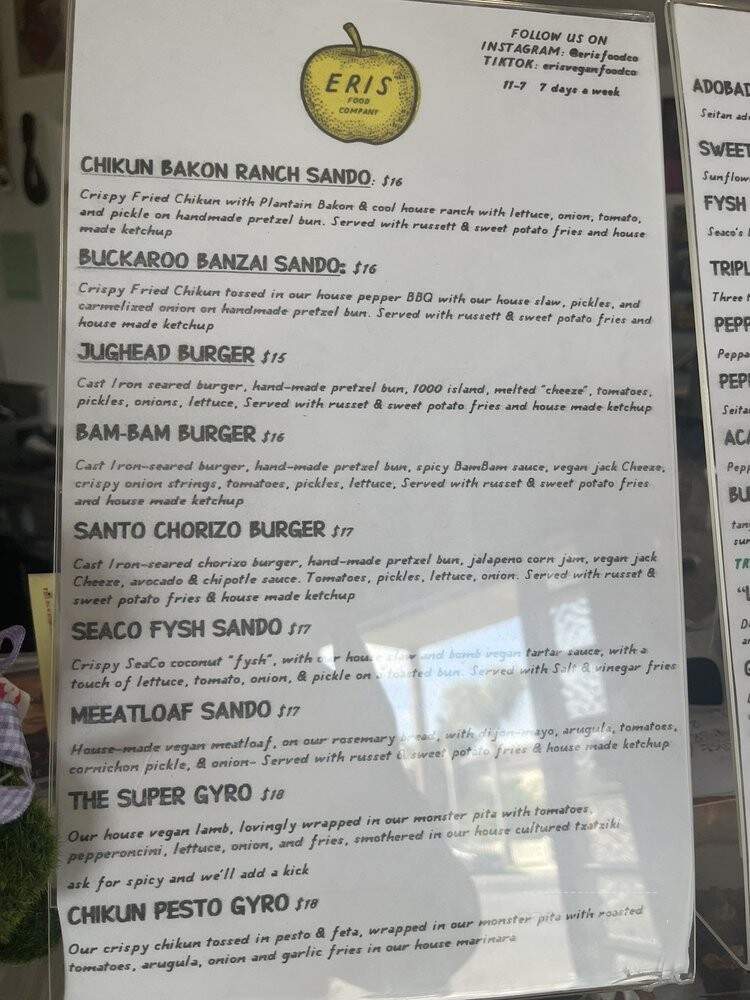 ERIS
FOOD
COMPANY
FOLLOW US ON
INSTAGRAM: @erisfoodco
TIKTOK: erisveganfoodco
11-7 7 days a week
CHIKUN BAKON RANCH SANDO: $16
Crispy Fried Chikun with Plantain Bakon & cool house ranch with lettuce, onion, tomato,
and pickle on handmade pretzel bun. Served with russett & sweet potato fries and house
made ketchup
BUCKAROO BANZAI SANDO: $16
Crispy Fried Chikun tossed in our house pepper BBQ with our house slaw, pickles, and
carmelized onion on handmade pretzel bun. Served with russett & sweet potato fries and
house made ketchup
JUGHEAD BURGER $15
Cast Iron seared burger, hand-made pretzel bun, 1000 island, melted "cheeze", tomatoes,
pickles, onions, lettuce, Served with russet & sweet potato fries and house made ketchup
BAM-BAM BURGER $16
Cast Iron-seared burger, hand-made pretzel bun, spicy BamBam sauce, vegan jack Cheeze,
crispy onion strings, tomatoes, pickles, lettuce, Served with russet & sweet potato fries
and house made ketchup
SANTO CHORIZO BURGER $17
Cast Iron-seared chorizo burger, hand-made pretzel bun, jalapeno corn jam, vegan jack
Cheeze, avocado & chipotle sauce. Tomatoes, pickles, lettuce, onion. Served with russet &
sweet potato fries & house made ketchup
SEACO FYSH SANDO $17
Crispy SeaCo coconut "fysh", with our house slaw and bomb vegan tartar sauce, with a
touch of lettuce, tomato, onion, & pickle on a toasted bun. Served with Salt & vinegar fries
MEEATLOAF SANDO $17
House-made vegan meatloaf, on our rosemary bread, with dijon-mayo, arugula, tomatoes,
cornichon pickle, & onion- Served with russet & sweet potato fries & house made ketchup
THE SUPER GYRO $18
Our house vegan lamb, lovingly wrapped in our monster pita with tomatoes,
pepperoncini, lettuce, onion, and fries, smothered in our house cultured tzatziki
ask for spicy and we'll add a kick
CHIKUN PESTO GYRO $18
Our crispy chikun tossed in pesto & feta, wrapped in our monster pita with roasted
tomatoes, arugula, onion and garlic fries in our house marinara
ADOBAD
Seitan ad
SWEET
Sunflow
FYSH
Seaco's
TRIPL
Three
PEPP
Peppa
PEPI
Seita
ACA
Pepp
BU
tan
sur
TR